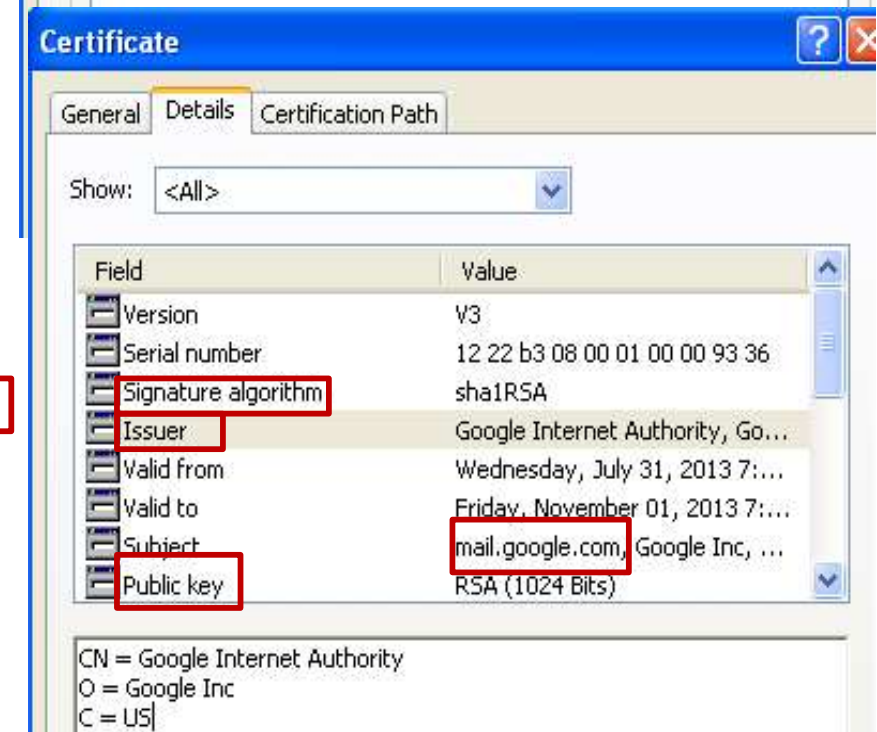 Certificate
General Details Certification Path
Show: <All>
Field Value
Version V3
Serial number 12 22 b3 08 00 01 00 00 93 36
Signature algorithm sha1RSA
Issuer Google Internet Authority, Go...
Valid from Wednesday, July 31, 2013 7:...
Valid to Friday, November 01, 2013 7:...
Subject mail.google.com, Google Inc, ...
Public key RSA (1024 Bits)
CN = Google Internet Authority
O = Google Inc
C = US